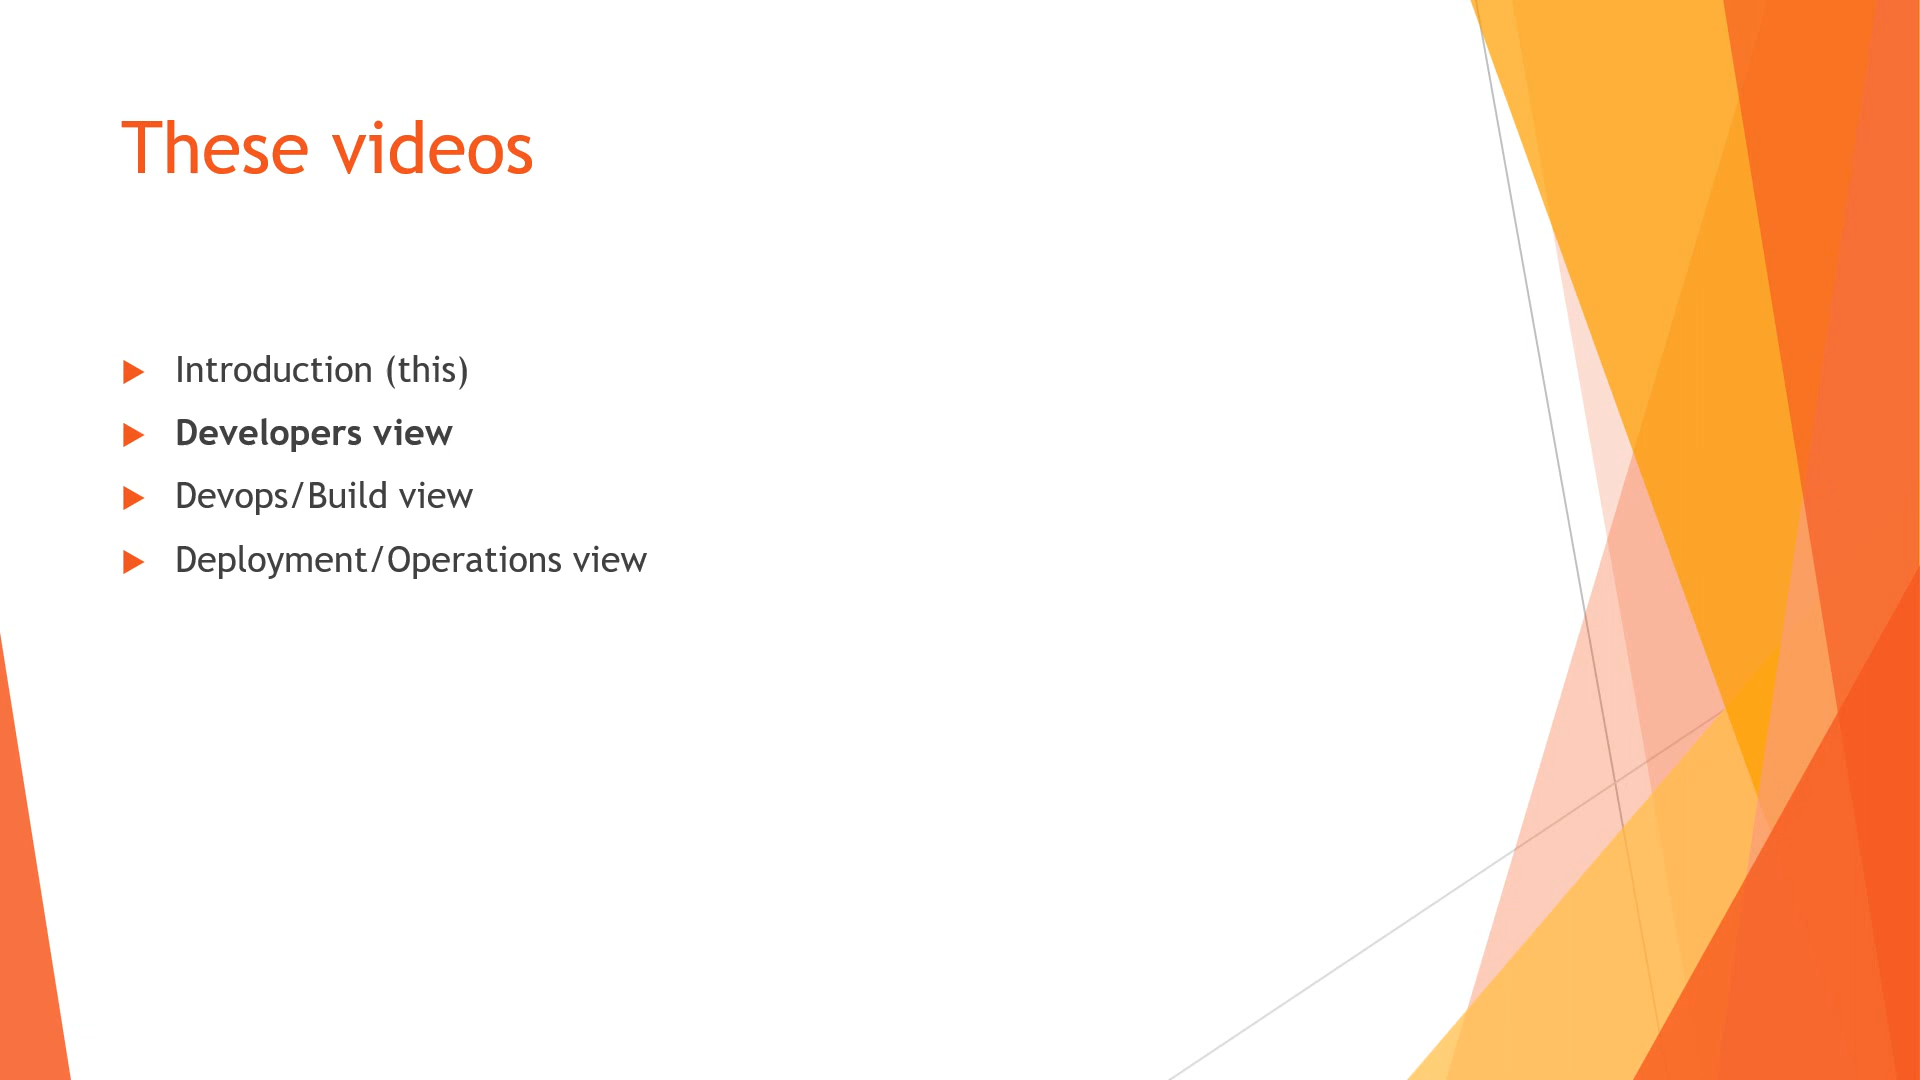 These videos
Introduction (this)
Developers view
Devops/Build view
Deployment/Operations view